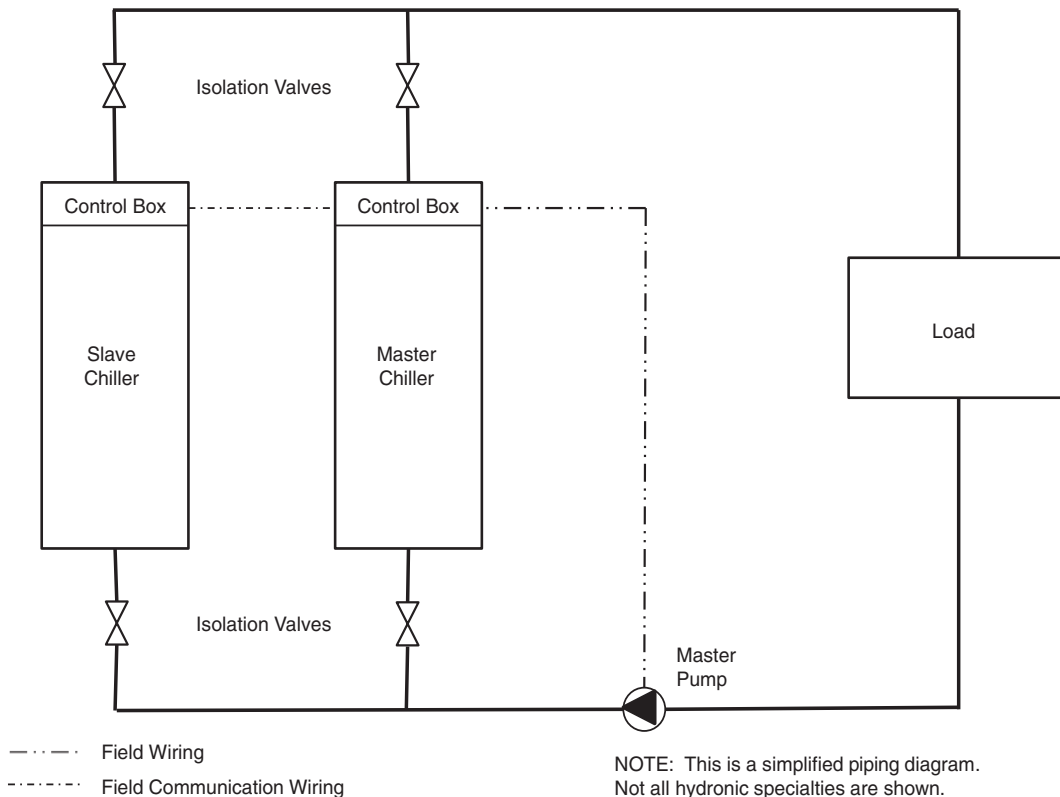 Isolation Valves
Control Box
Control Box
Slave
Chiller
Master
Chiller
Load
Isolation Valves
Master
Pump
Field Wiring
Field Communication Wiring
NOTE: This is a simplified piping diagram.
Not all hydronic specialties are shown.